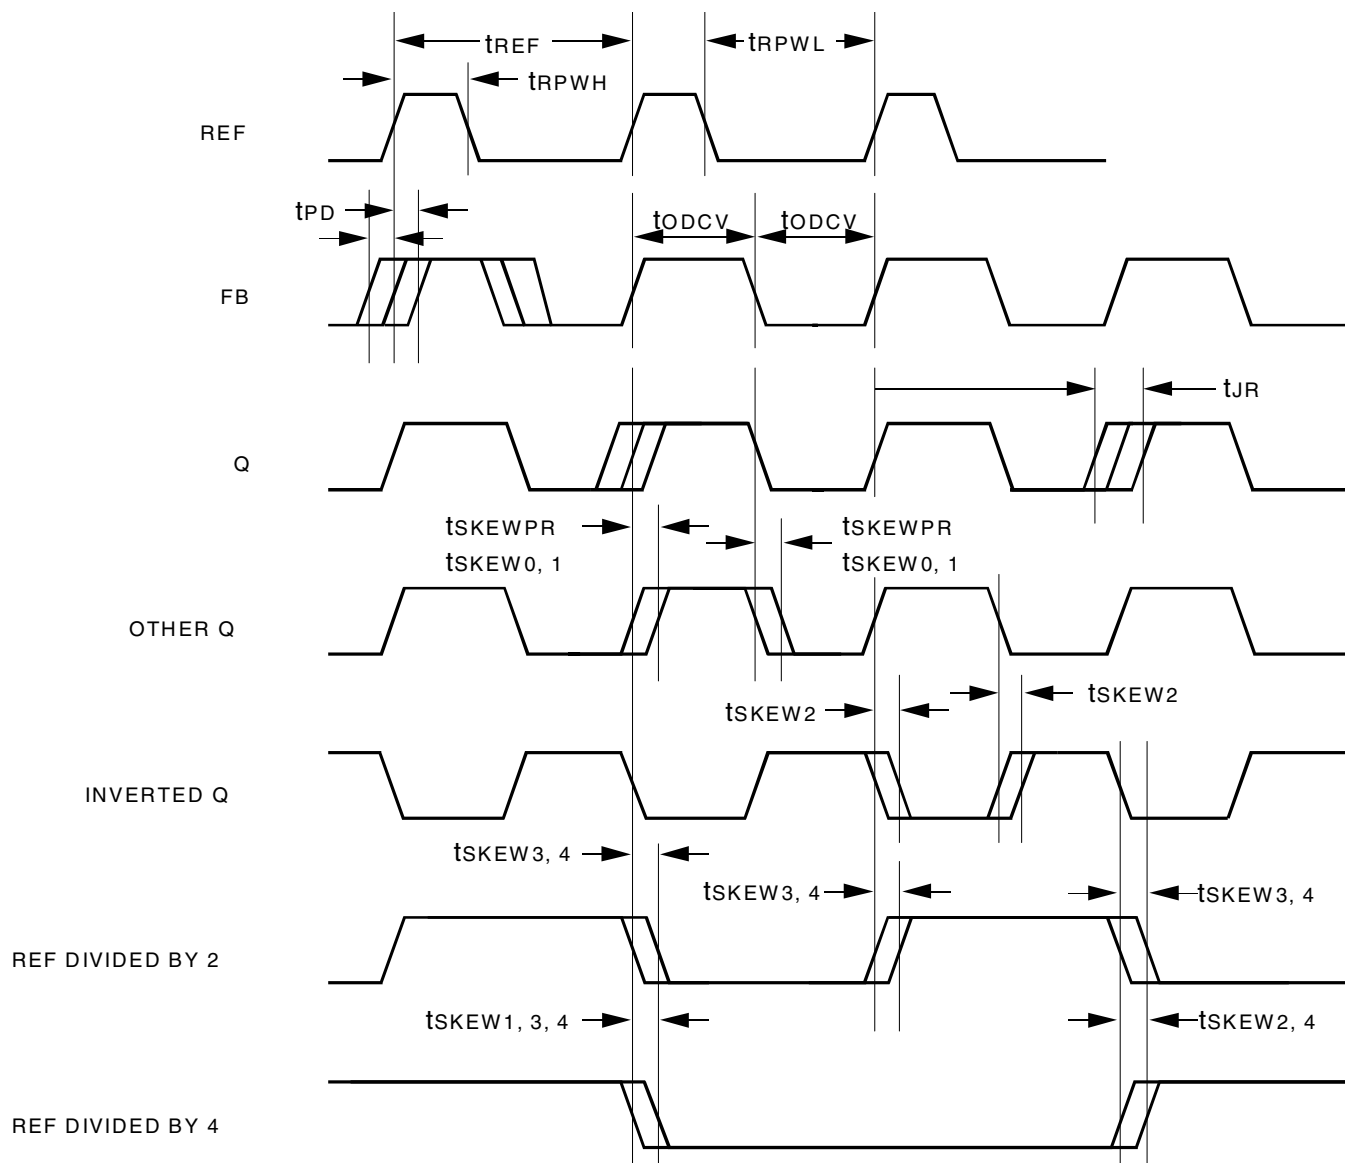 tREF
tRPWL
tRPWH
REF
tPD
tODCV
tODCV
FB
tJR
Q
tSKEWPR
tSKEW0, 1
tSKEWPR
tSKEW0, 1
OTHER Q
tSKEW2
tSKEW2
INVERTED Q
tSKEW3, 4
tSKEW3, 4
tSKEW3, 4
REF DIVIDED BY 2
tSKEW1, 3, 4
tSKEW2, 4
REF DIVIDED BY 4